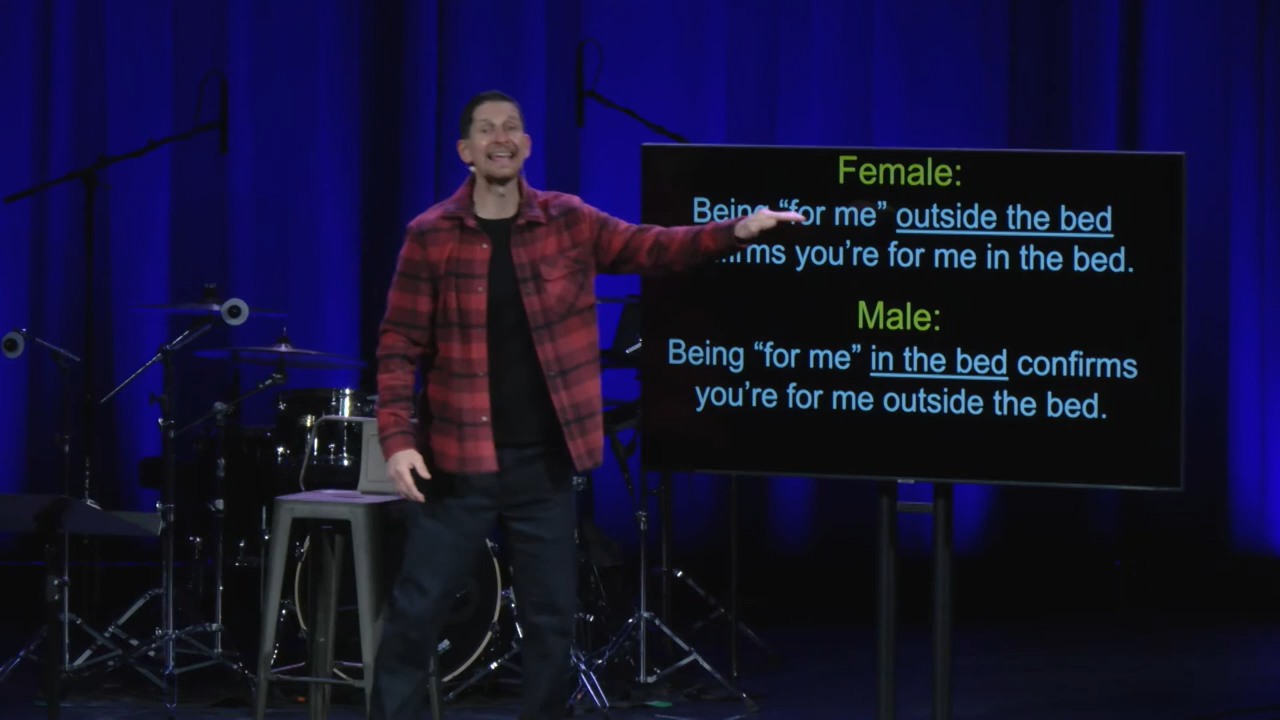 Female:
Being “for me” outside the bed
you’re for me in the bed.
Male:
Being “for me” in the bed confirms
you’re for me outside the bed.